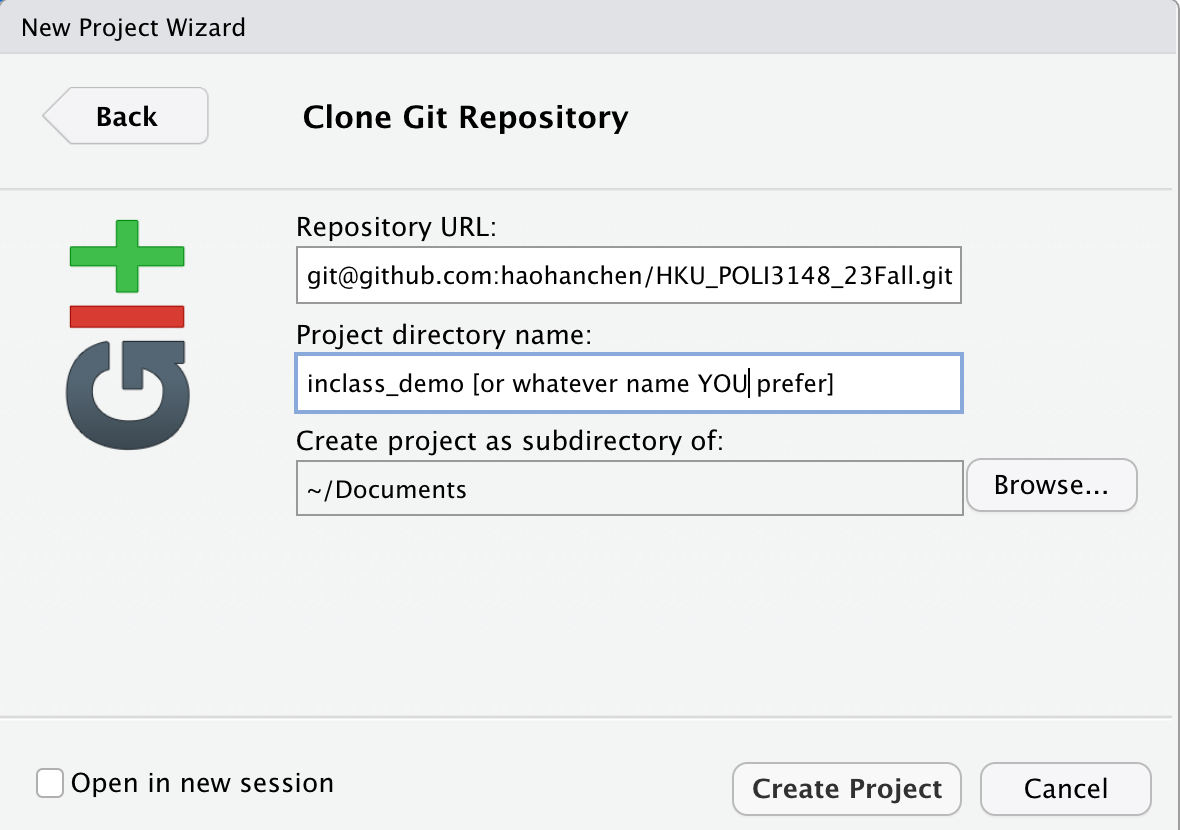 New Project Wizard
Back
Clone Git Repository
GIT
Repository URL:
git@github.com:haohanchen/HKU_POLI3148_23Fall.git
Project directory name:
inclass_demo [or whatever name YOU prefer]
Create project as subdirectory of:
~/Documents
Browse...
Open in new session
Create Project
Cancel